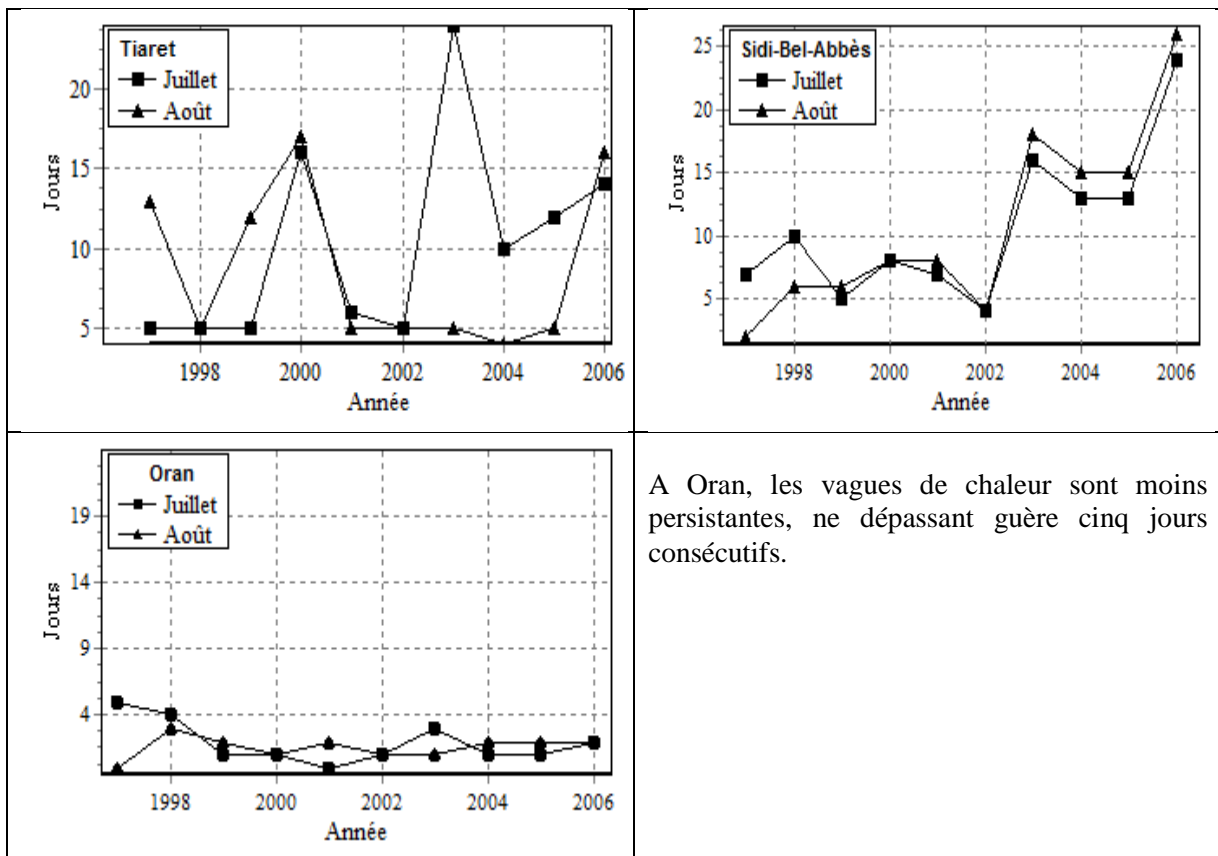 Tiaret
Juillet
Août
20
15
10
5
Jours
1998 2000 2002 2004 2006
Année
Sidi-Bel-Abbès
Juillet
Août
25
20
15
10
5
Jours
1998 2000 2002 2004 2006
Année
Oran
Juillet
Août
19
14
9
4
Jours
1998 2000 2002 2004 2006
Année
A Oran, les vagues de chaleur sont moins
persistantes, ne dépassant guère cinq jours
consécutifs.